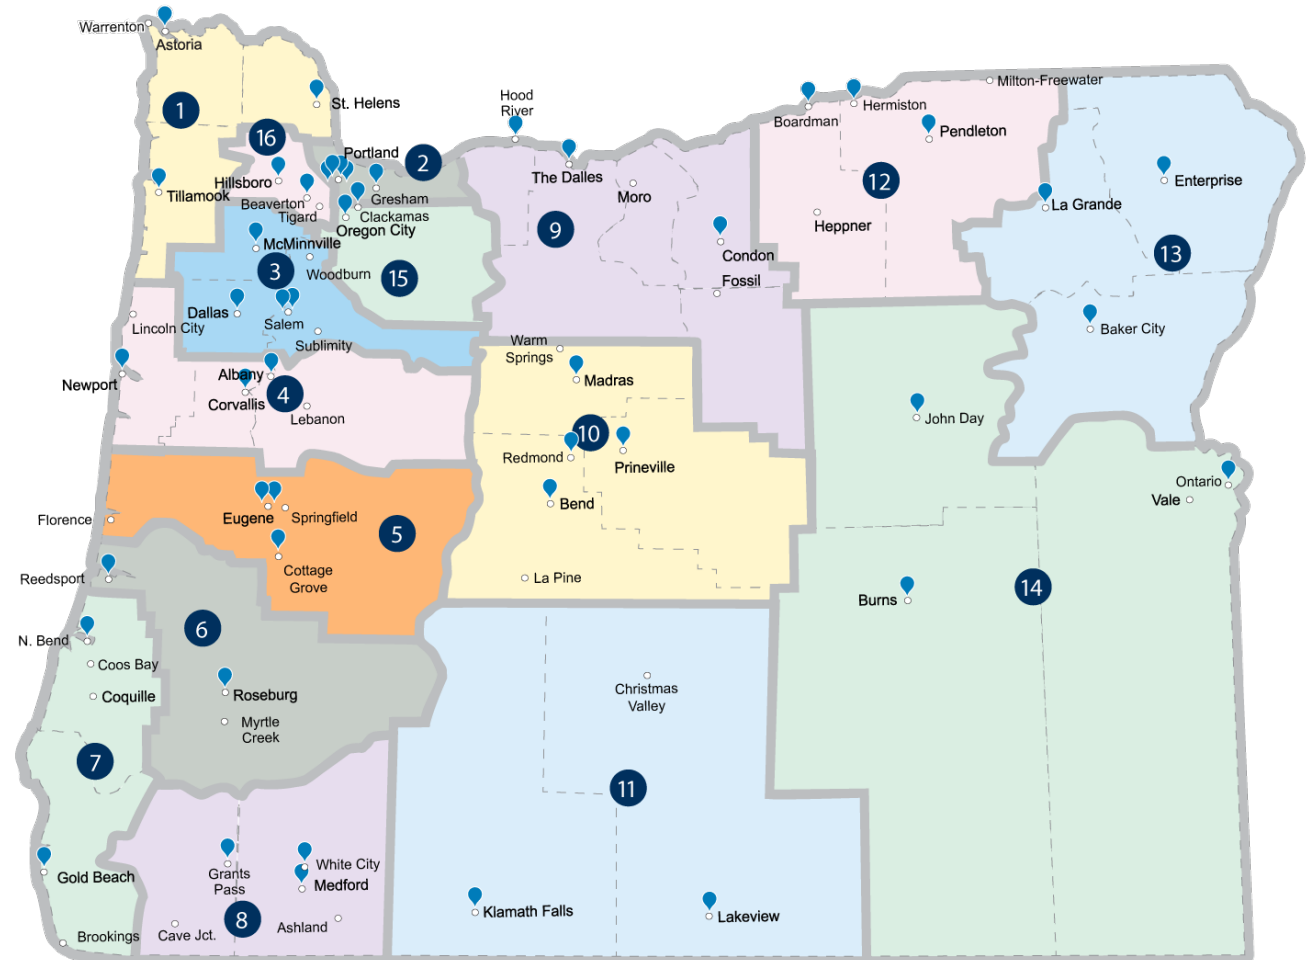 Warrenton
Astoria
1
St. Helens
Hood
River
Milton-Freewater
Boardman
Hermiston
Pendleton
16
Portland
2
Hillsboro
Tillamook
Beaverton
Tigard
Gresham
Clackamas
Oregon City
The Dalles
Moro
12
Enterprise
La Grande
Heppner
9
McMinnville
3
Woodburn
15
Condon
Fossil
13
Dallas
Salem
Sublimity
Lincoln City
Baker City
Newport
Albany
4
Corvallis
Lebanon
Warm
Springs
Madras
10
Redmond
Prineville
John Day
Bend
Ontario
Vale
Florence
Eugene
Springfield
5
Cottage
Grove
Reedsport
La Pine
Burns
14
6
N. Bend
Coos Bay
Coquille
Roseburg
Myrtle
Creek
Christmas
Valley
7
11
Gold Beach
Grants
Pass
White City
Medford
8
Klamath Falls
Lakeview
Brookings
Cave Jct.
Ashland